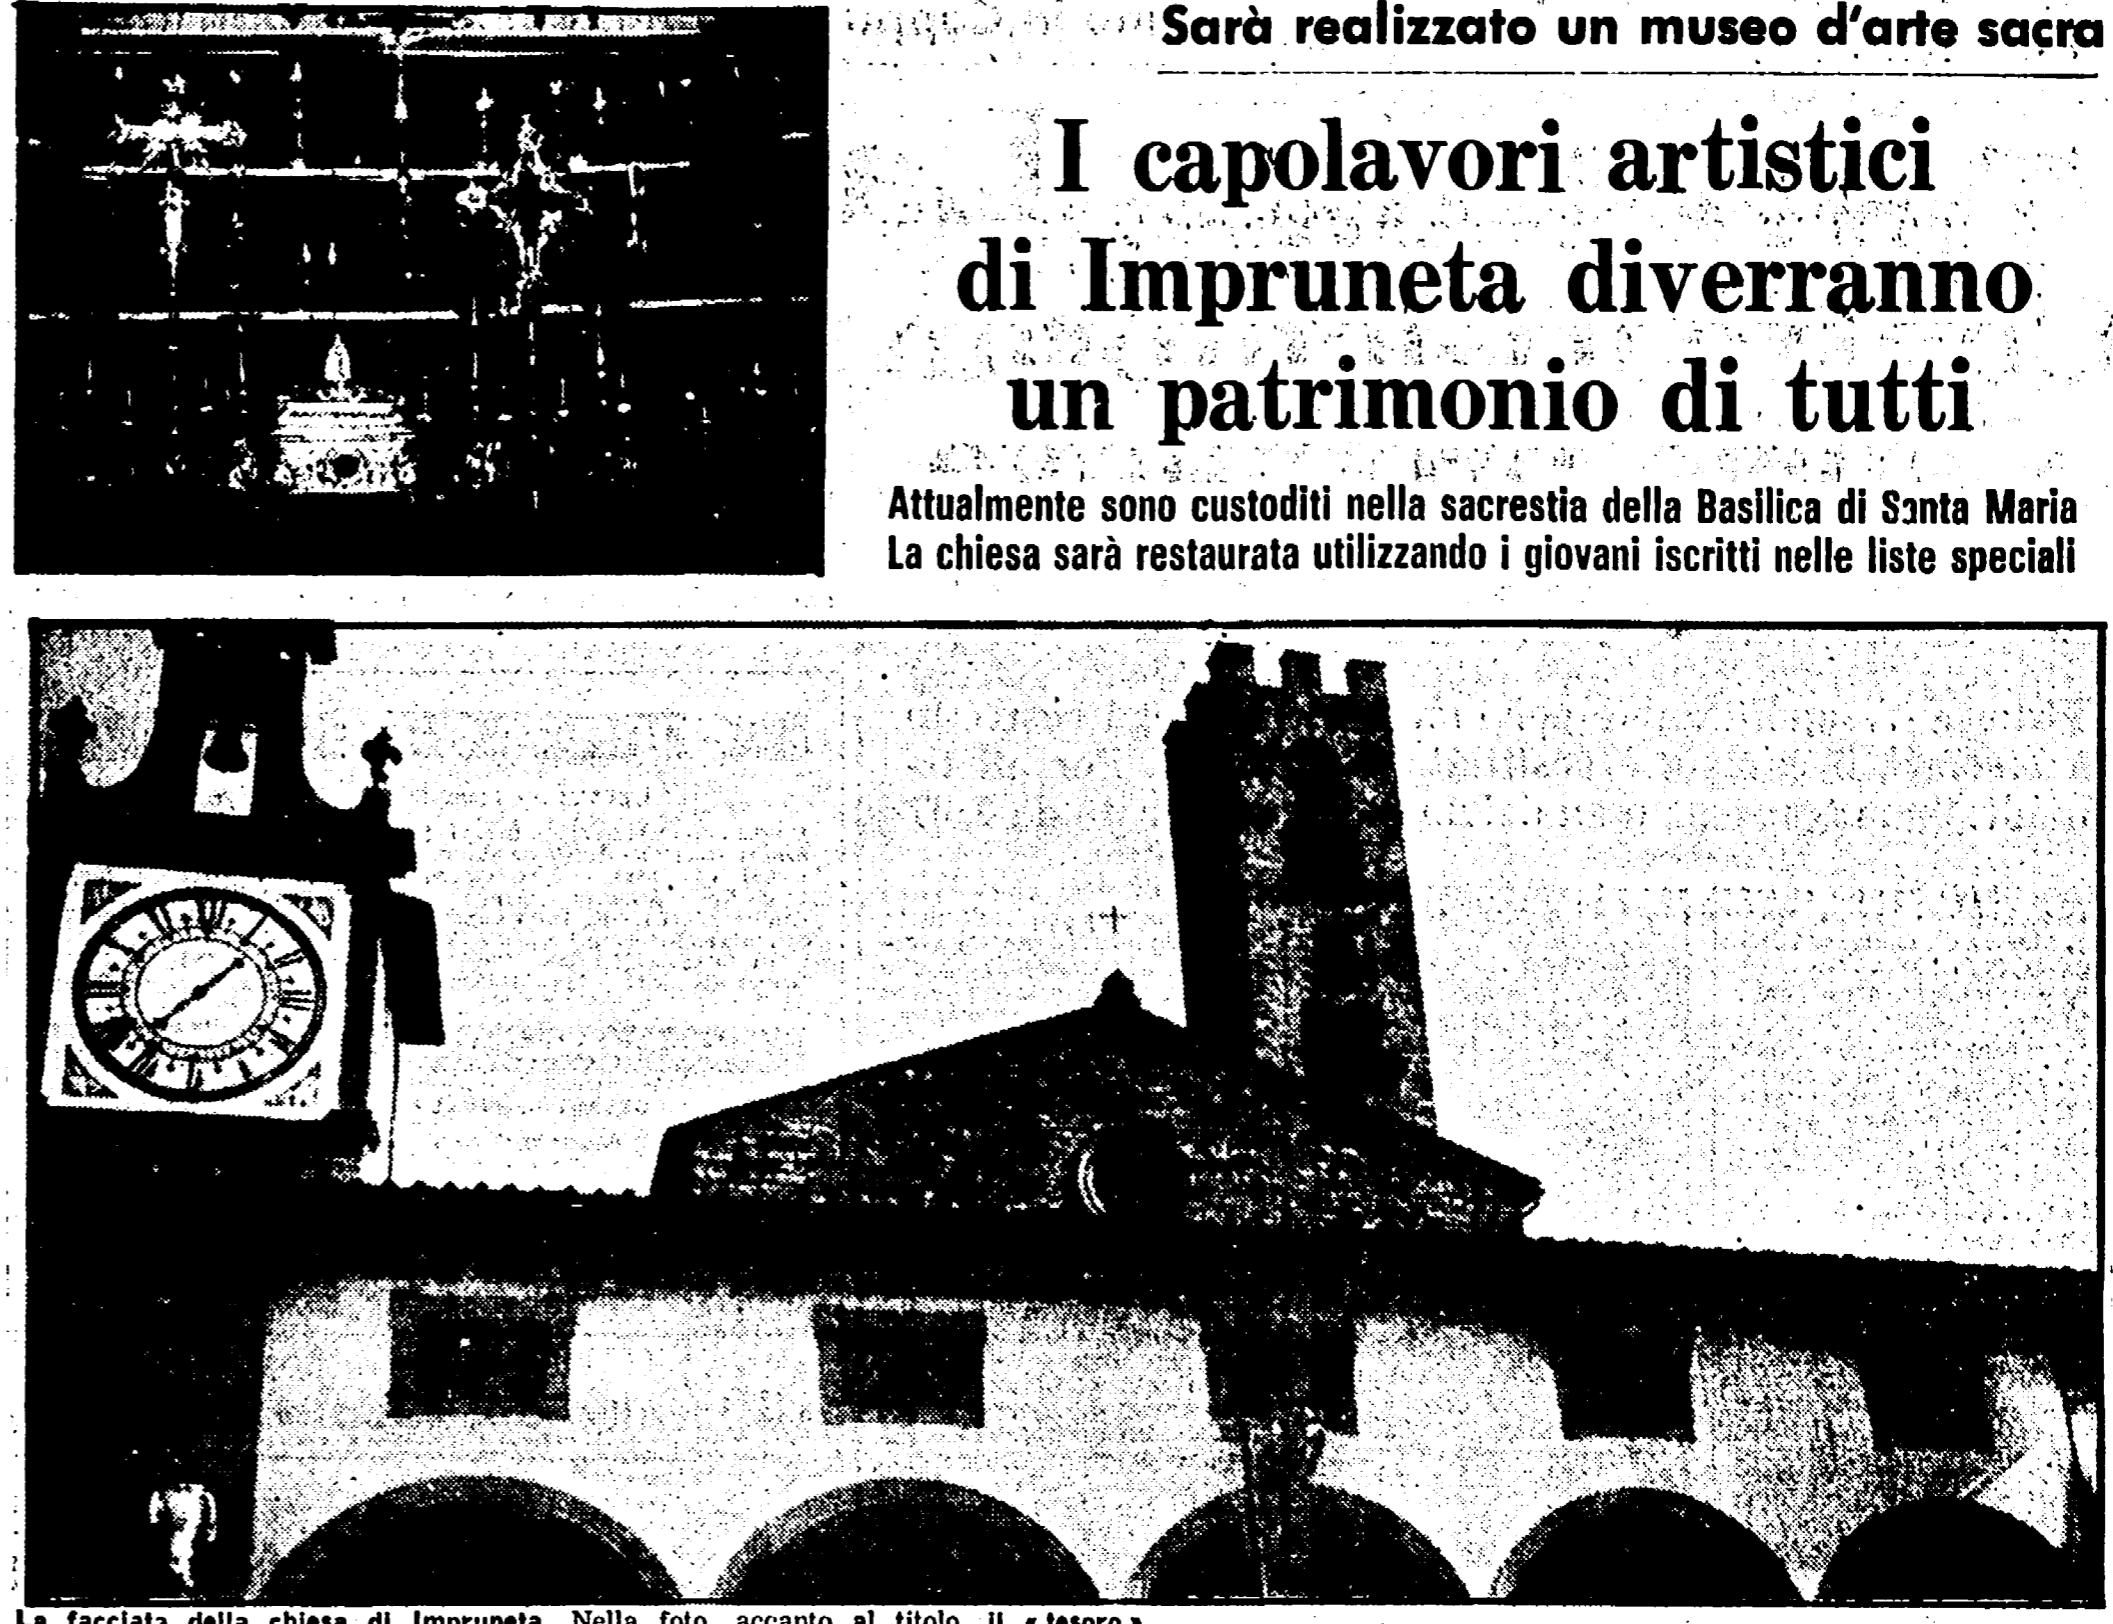 Sarà realizzato un museo d'arte sacra
I capolavori artistici
di Impruneta diverranno
un patrimonio di tutti
Attualmente sono custoditi nella sacrestia della Basilica di Santa Maria
La chiesa sarà restaurata utilizzando i giovani iscritti nelle liste speciali
La facciata della chiesa di Impruneta. Nella foto accanto al titolo il « tesoro »